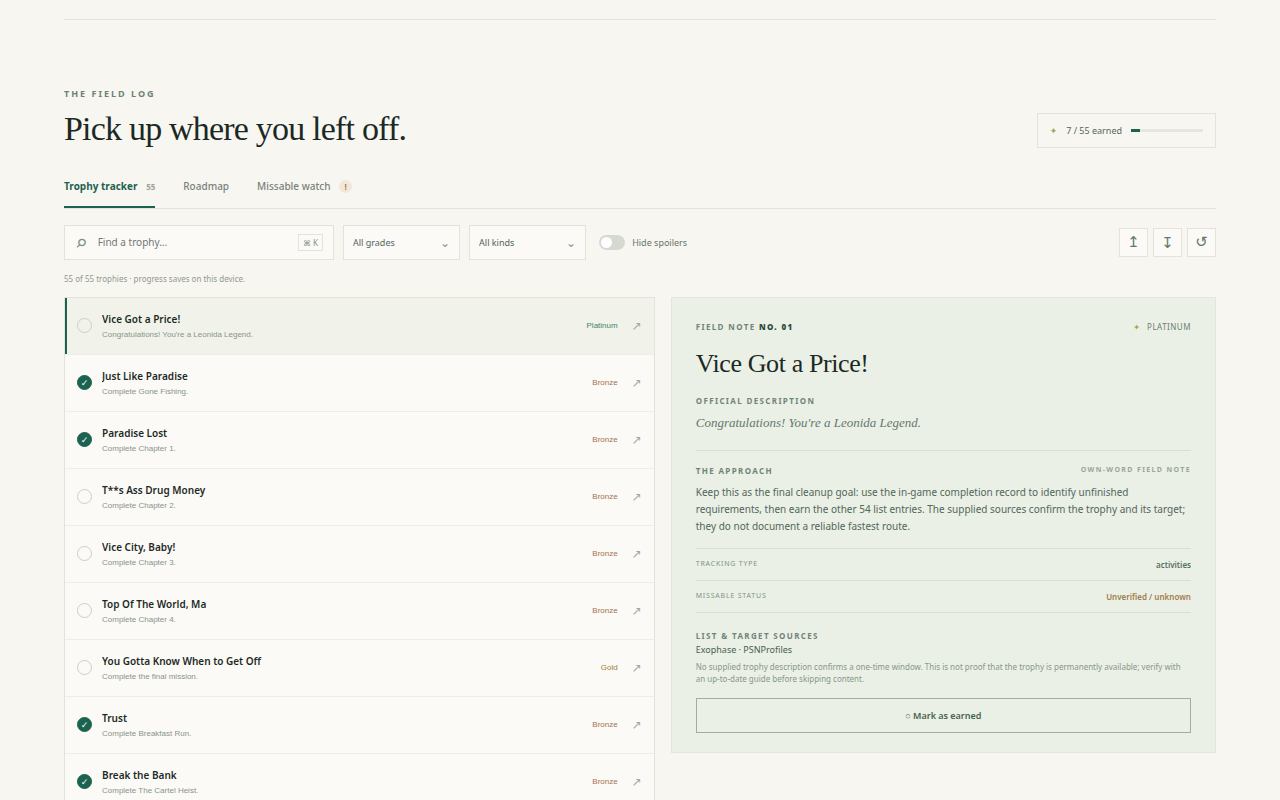 THE FIELD LOG
Pick up where you left off.
✦ 7 / 55 earned
Trophy tracker 55 Roadmap Missable watch !
Find a trophy... ⌘ K All grades All kinds Hide spoilers
55 of 55 trophies · progress saves on this device.
Vice Got a Price!
Congratulations! You're a Leonida Legend.
Platinum
Just Like Paradise
Complete Gone Fishing.
Bronze
Paradise Lost
Complete Chapter 1.
Bronze
T**s Ass Drug Money
Complete Chapter 2.
Bronze
Vice City, Baby!
Complete Chapter 3.
Bronze
Top Of The World, Ma
Complete Chapter 4.
Bronze
You Gotta Know When to Get Off
Complete the final mission.
Gold
Trust
Complete Breakfast Run.
Bronze
Break the Bank
Complete The Cartel Heist.
Bronze
FIELD NOTE NO. 01
✦ PLATINUM
Vice Got a Price!
OFFICIAL DESCRIPTION
Congratulations! You're a Leonida Legend.
THE APPROACH
OWN-WORD FIELD NOTE
Keep this as the final cleanup goal: use the in-game completion record to identify unfinished
requirements, then earn the other 54 list entries. The supplied sources confirm the trophy and its target;
they do not document a reliable fastest route.
TRACKING TYPE
activities
MISSABLE STATUS
Unverified / unknown
LIST & TARGET SOURCES
Exophase · PSNProfiles
No supplied trophy description confirms a one-time window. This is not proof that the trophy is permanently available; verify with
an up-to-date guide before skipping content.
○ Mark as earned